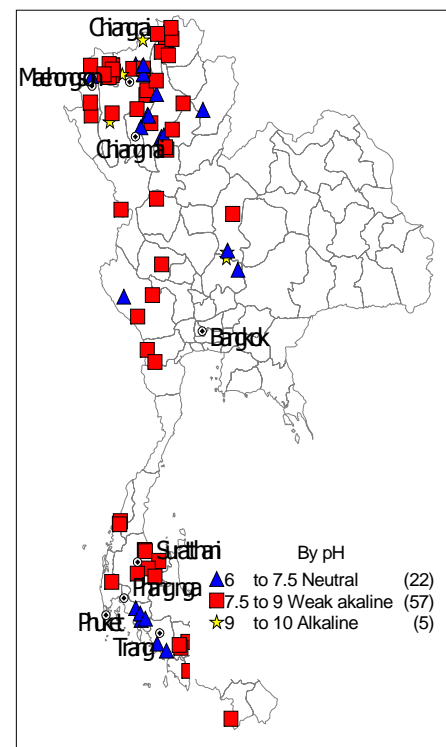 Chiangrai
Maehongson
Chiangmai
Bangkok
Suratthani
By pH
Phangnga
6 to 7.5 Neutral (22)
7.5 to 9 Weak akaline (57)
Phuket
9 to 10 Alkaline (5)
Trang